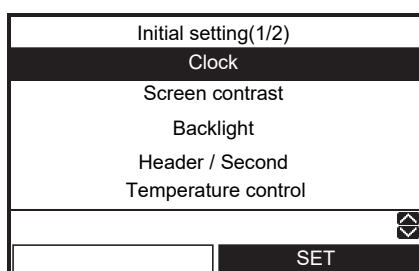 Initial setting(1/2)
Clock
Screen contrast
Backlight
Header / Second
Temperature control
SET